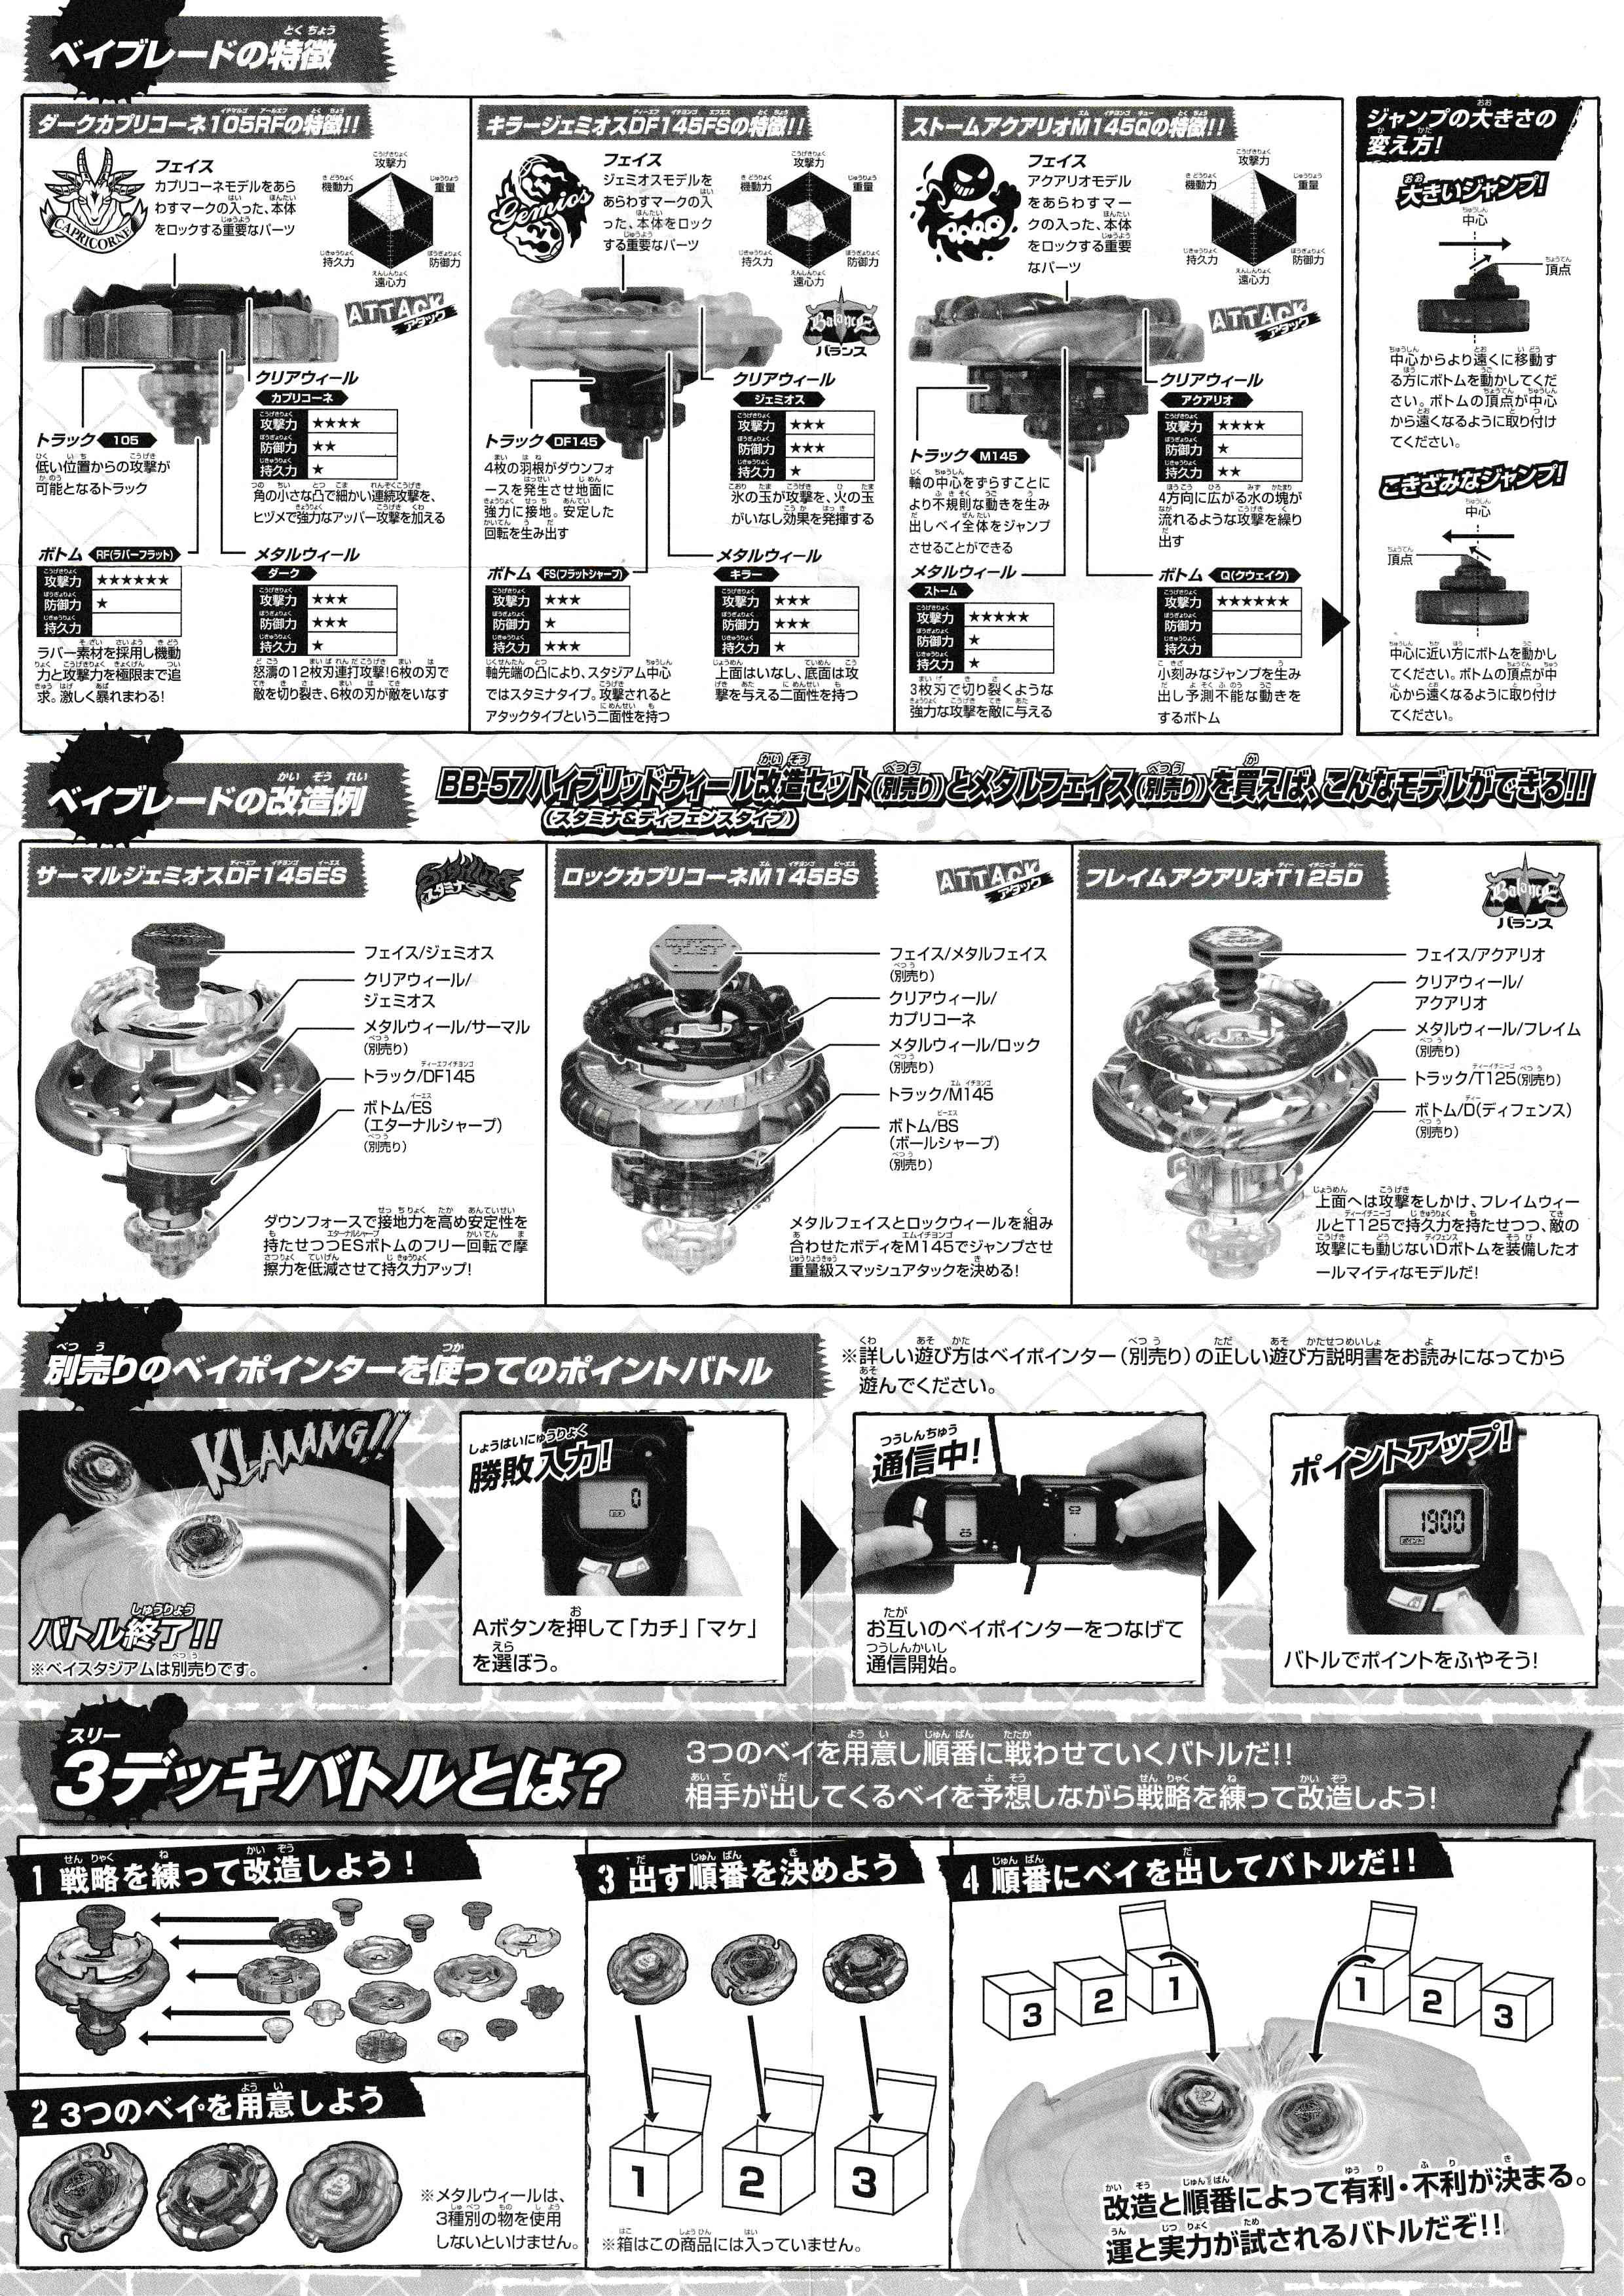 ベイブレードの特徴
ダークカプリコーネ105RFの特徴!!
フェイス
カプリコーネモデルをあら
わすマークの入った、本体
をロックする重要なパーツ
CAPRICORNE
攻撃力
機動力
重量
持久力
防御力
遠心力
ATTACK
アタック
トラック 105
低い位置からの攻撃が
可能となるトラック
クリアウィール
カプリコーネ
攻撃力 ★★★★
防御力 ★★
持久力 ★
角の小さな凸で細かい連続攻撃を、
ヒヅメで強力なアッパー攻撃を加える
ボトム RF(ラバーフラット)
攻撃力 ★★★★★★
防御力 ★
持久力
ラバー素材を採用し機動
力と攻撃力を極限まで追
求。激しく暴れまわる!
メタルウィール
ダーク
攻撃力 ★★★
防御力 ★★★
持久力 ★
怒濤の12枚刃連打攻撃!6枚の刃で
敵を切り裂き、6枚の刃が敵をいなす
キラージェミオスDF145FSの特徴!!
フェイス
ジェミオスモデルを
あらわすマークの入
った、本体をロック
する重要なパーツ
Gemios
攻撃力
機動力
重量
持久力
防御力
遠心力
Balance
バランス
トラック DF145
4枚の羽根がダウンフォ
ースを発生させ地面に
強力に接地。安定した
回転を生み出す
クリアウィール
ジェミオス
攻撃力 ★★★
防御力 ★★★
持久力 ★
氷の玉が攻撃を、火の玉
がいなし効果を発揮する
ボトム FS(フラットシャープ)
攻撃力 ★★★
防御力 ★
持久力 ★★★
軸先端の凸により、スタジアム中心
ではスタミナタイプ。攻撃されると
アタックタイプという二面性を持つ
メタルウィール
キラー
攻撃力 ★★★
防御力 ★★★
持久力 ★
上面はいなし、底面は攻
撃を与える二面性を持つ
ストームアクアリオM145Qの特徴!!
フェイス
アクアリオモデル
をあらわすマー
クの入った、本体
をロックする重要
なパーツ
攻撃力
機動力
重量
持久力
防御力
遠心力
ATTACK
アタック
トラック M145
軸の中心をずらすことに
より不規則な動きを生み
出しベイ全体をジャンプ
させることができる
クリアウィール
アクアリオ
攻撃力 ★★★★
防御力 ★
持久力 ★★
4方向に広がる水の塊が
流れるような攻撃を繰り
出す
メタルウィール
ストーム
攻撃力 ★★★★★
防御力 ★
持久力 ★
3枚刃で切り裂くような
強力な攻撃を敵に与える
ボトム Q(クウェイク)
攻撃力 ★★★★★★
防御力
持久力
小刻みなジャンプを生み
出し予測不能な動きを
するボトム
ジャンプの大きさの
変え方!
大きいジャンプ!
中心
頂点
中心からより遠くに移動す
る方にボトムを動かしてくだ
さい。ボトムの頂点が中心
から遠くなるように取り付け
てください。
こきざみなジャンプ!
中心
頂点
中心に近い方にボトムを動かし
てください。ボトムの頂点が中
心から遠くなるように取り付け
てください。
ベイブレードの改造例
BB-57ハイブリッドウィール改造セット(別売り)とメタルフェイス(別売り)を買えば、こんなモデルができる!!
(スタミナ&ディフェンスタイプ)
サーマルジェミオスDF145ES
スタミナ
フェイス/ジェミオス
クリアウィール/
ジェミオス
メタルウィール/サーマル
(別売り)
トラック/DF145
ボトム/ES
(エターナルシャープ)
(別売り)
ダウンフォースで接地力を高め安定性を
持たせつつESボトムのフリー回転で摩
擦力を低減させて持久力アップ!
ロックカプリコーネM145BS
ATTACK
アタック
フェイス/メタルフェイス
(別売り)
クリアウィール/
カプリコーネ
メタルウィール/ロック
(別売り)
トラック/M145
ボトム/BS
(ボールシャープ)
(別売り)
メタルフェイスとロックウィールを組み
合わせたボディをM145でジャンプさせ
重量級スマッシュアタックを決める!
フレイムアクアリオT125D
Balance
バランス
フェイス/アクアリオ
クリアウィール/
アクアリオ
メタルウィール/フレイム
(別売り)
トラック/T125(別売り)
ボトム/D(ディフェンス)
(別売り)
上面へは攻撃をしかけ、フレイムウィー
ルとT125で持久力を持たせつつ、敵の
攻撃にも動じないDボトムを装備したオ
ールマイティなモデルだ!
別売りのベイポインターを使ってのポイントバトル
※詳しい遊び方はベイポインター(別売り)の正しい遊び方説明書をお読みになってから
遊んでください。
KLAAANG!!
バトル終了!!
※ベイスタジアムは別売りです。
勝敗入力!
0
Aボタンを押して「カチ」「マケ」
を選ぼう。
通信中!
お互いのベイポインターをつなげて
通信開始。
ポイントアップ!
1900
ポイント
バトルでポイントをふやそう!
3デッキバトルとは?
3つのベイを用意し順番に戦わせていくバトルだ!!
相手が出してくるベイを予想しながら戦略を練って改造しよう!
1 戦略を練って改造しよう!
2 3つのベイを用意しよう
※メタルウィールは、
3種別の物を使用
しないといけません。
3 出す順番を決めよう
1 2 3
※箱はこの商品には入っていません。
4 順番にベイを出してバトルだ!!
3 2 1 1 2 3
改造と順番によって有利・不利が決まる。
運と実力が試されるバトルだぞ!!